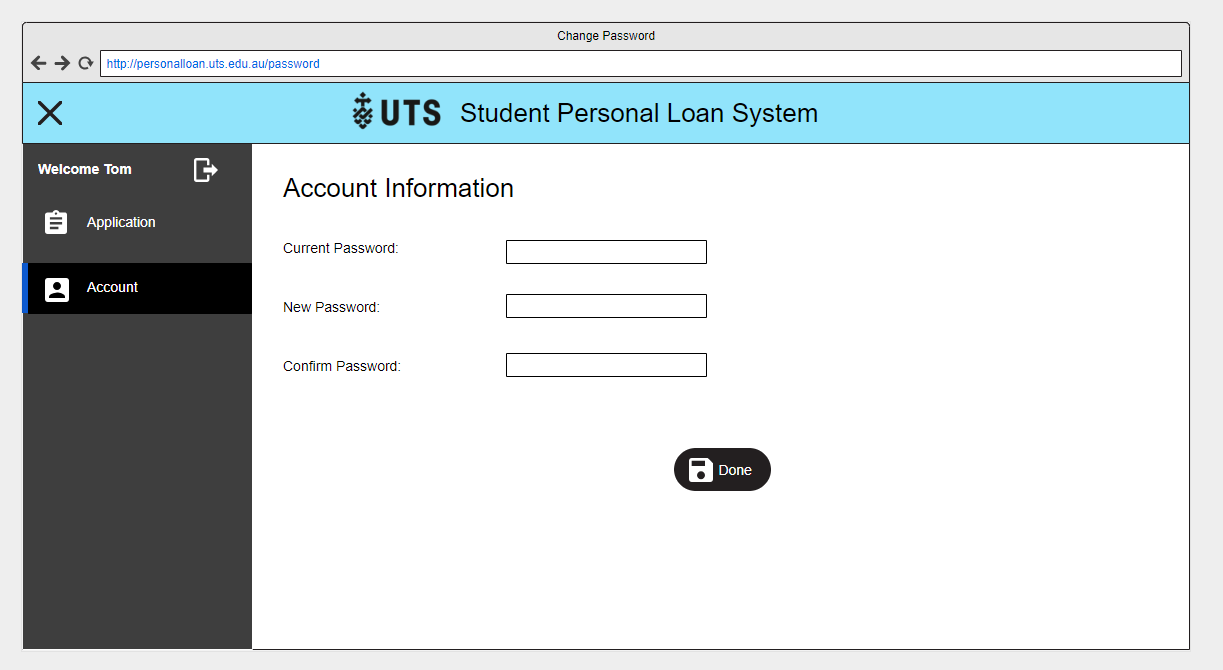 Change Password
http://personalloan.uts.edu.au/password
UTS Student Personal Loan System
Welcome Tom
Application
Account
Account Information
Current Password:
New Password:
Confirm Password:
Done